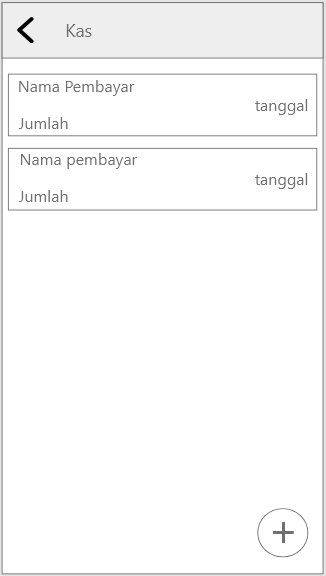 Kas
Nama Pembayar
tanggal
Jumlah
Nama pembayar
tanggal
Jumlah